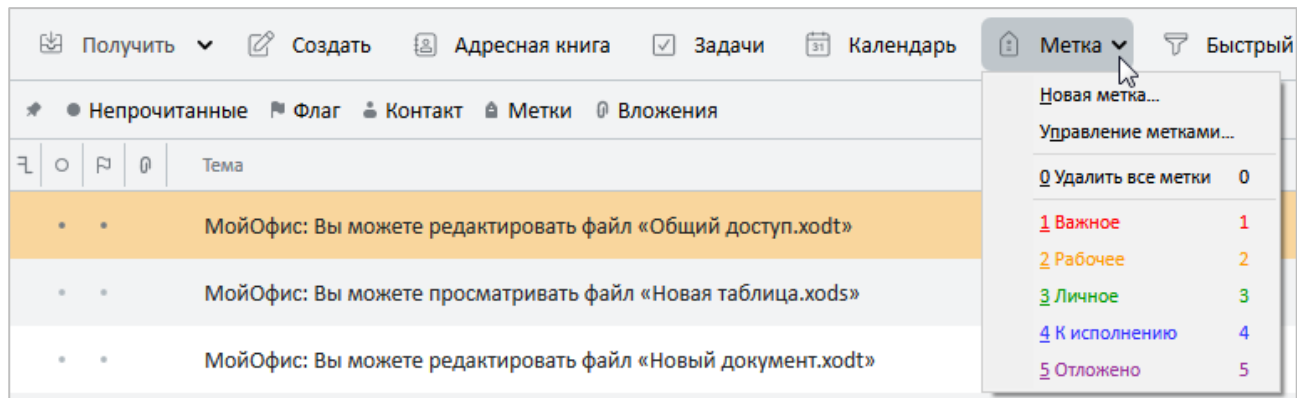 Получить Создать Адресная книга Задачи 31 Календарь Метка Быстрый
Непрочитанные Флаг Контакт Метки Вложения
Новая метка...
Управление метками...
Тема
0 Удалить все метки 0
МойОфис: Вы можете редактировать файл «Общий доступ.xodt»
1 Важное 1
2 Рабочее 2
МойОфис: Вы можете просматривать файл «Новая таблица.xods»
3 Личное 3
4 К исполнению 4
МойОфис: Вы можете редактировать файл «Новый документ.xodt»
5 Отложено 5